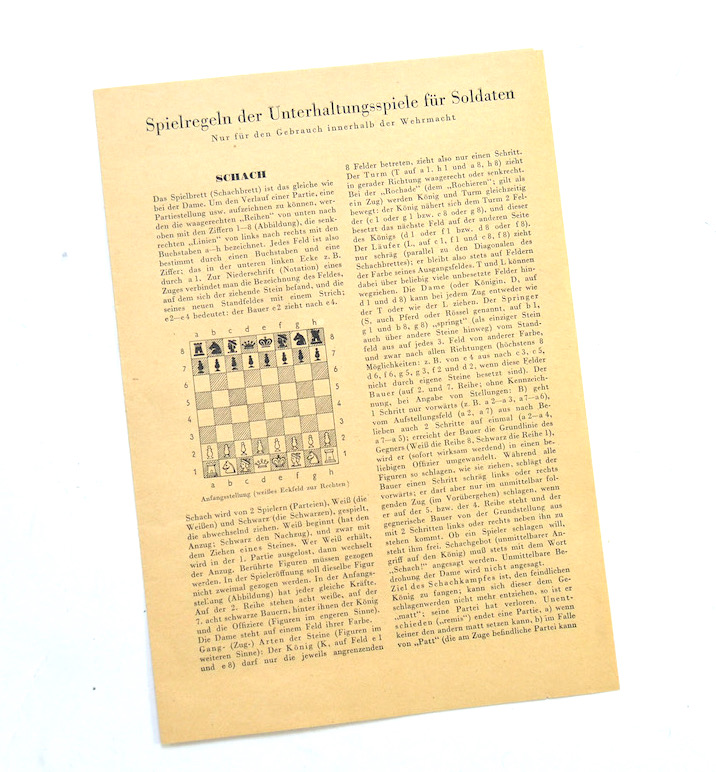 Spielregeln der Unterhaltungsspiele für Soldaten
Nur für den Gebrauch innerhalb der Wehrmacht
SCHACH
Das Spielbrett (Schachbrett) ist das gleiche wie
bei der Dame. Um den Verlauf einer Partie, eine
Partiestellung usw. aufzeichnen zu können, wer-
den die waagerechten „Reihen“ von unten nach
oben mit den Ziffern 1—8 (Abbildung), die senk-
rechten „Linien“ von links nach rechts mit den
Buchstaben a—h bezeichnet. Jedes Feld ist also
bestimmt durch einen Buchstaben und eine
Ziffer; das in der unteren linken Ecke z. B.
durch a 1. Zur Niederschrift (Notation) eines
Zuges verbindet man die Bezeichnung des Feldes,
auf dem sich der ziehende Stein befand, und die
seines neuen Standfeldes mit einem Strich;
e2—e4 bedeutet: der Bauer e2 zieht nach e4.
a b c d e f g h
8 8
7 7
6 6
5 5
4 4
3 3
2 2
1 1
a b c d e f g h
Anfangsstellung (weißes Eckfeld zur Rechten)
Schach wird von 2 Spielern (Parteien), Weiß (die
Weißen) und Schwarz (die Schwarzen), gespielt,
die abwechselnd ziehen. Weiß beginnt (hat den
Anzug; Schwarz den Nachzug), und zwar mit
dem Ziehen eines Steines. Wer Weiß erhält,
wird in der 1. Partie ausgelost, dann wechselt
der Anzug. Berührte Figuren müssen gezogen
werden. In der Spieleröffnung soll dieselbe Figur
nicht zweimal gezogen werden. In der Anfangs-
stellung (Abbildung) hat jeder gleiche Kräfte.
Auf der 2. Reihe stehen acht weiße, auf der
7. acht schwarze Bauern, hinter ihnen der König
und die Offiziere (Figuren im engeren Sinne).
Die Dame steht auf einem Feld ihrer Farbe.
Gang- (Zug-) Arten der Steine (Figuren im
weiteren Sinne): Der König (K, auf Feld e 1
und e 8) darf nur die jeweils angrenzenden
8 Felder betreten, zieht also nur einen Schritt.
Der Turm (T auf a 1, h 1 und a 8, h 8) zieht
in gerader Richtung waagerecht oder senkrecht.
Bei der „Rochade“ (dem „Rochieren“; gilt als
ein Zug) werden König und Turm gleichzeitig
bewegt: der König nähert sich dem Turm 2 Fel-
der (c 1 oder g 1 bzw. c 8 oder g 8), und dieser
besetzt das nächste Feld auf der anderen Seite
des Königs (d 1 oder f 1 bzw. d 8 oder f 8).
Der Läufer (L, auf c 1, f 1 und c 8, f 8) zieht
nur schräg (parallel zu den Diagonalen des
Schachbrettes); er bleibt also stets auf Feldern
der Farbe seines Ausgangsfeldes. T und L können
dabei über beliebig viele unbesetzte Felder hin-
wegziehen. Die Dame (oder Königin, D, auf
d 1 und d 8) kann bei jedem Zug entweder wie
der T oder wie der L ziehen. Der Springer
(S, auch Pferd oder Rössel genannt, auf b 1,
g 1 und b 8, g 8) „springt“ (als einziger Stein
auch über andere Steine hinweg) vom Stand-
feld aus auf jedes 3. Feld von anderer Farbe,
und zwar nach allen Richtungen (höchstens 8
Möglichkeiten: z. B. von e 4 aus nach c 3, c 5,
d 6, f 6, g 5, g 3, f 2 und d 2, wenn diese Felder
nicht durch eigene Steine besetzt sind). Der
Bauer (auf 2. und 7. Reihe; ohne Kennzeich-
nung, bei Angabe von Stellungen: B) geht
1 Schritt nur vorwärts (z. B. a 2—a 3, a 7—a 6),
vom Aufstellungsfeld (a 2, a 7) aus nach Be-
lieben auch 2 Schritte auf einmal (a 2—a 4,
a 7—a 5); erreicht der Bauer die Grundlinie des
Gegners (Weiß die Reihe 8, Schwarz die Reihe 1),
wird er (sofort wirksam werdend) in einen be-
liebigen Offizier umgewandelt. Während alle
Figuren so schlagen, wie sie ziehen, schlägt der
Bauer einen Schritt schräg links oder rechts
vorwärts; er darf aber nur im unmittelbar fol-
genden Zug (im Vorübergehen) schlagen, wenn
er auf der 5. bzw. der 4. Reihe steht und der
gegnerische Bauer von der Grundstellung aus
mit 2 Schritten links oder rechts neben ihn zu
stehen kommt. Ob ein Spieler schlagen will,
steht ihm frei. Schachgebot (unmittelbarer An-
griff auf den König) muß stets mit dem Wort
„Schach!“ angesagt werden. Unmittelbare Be-
drohung der Dame wird nicht angesagt.
Ziel des Schachkampfes ist, den feindlichen
König zu fangen; kann sich dieser dem Ge-
schlagenwerden nicht mehr entziehen, so ist er
„matt“; seine Partei hat verloren. Unent-
schieden („remis“) endet eine Partie, a) wenn
keiner den andern matt setzen kann, b) im Falle
von „Patt“ (die am Zuge befindliche Partei kann